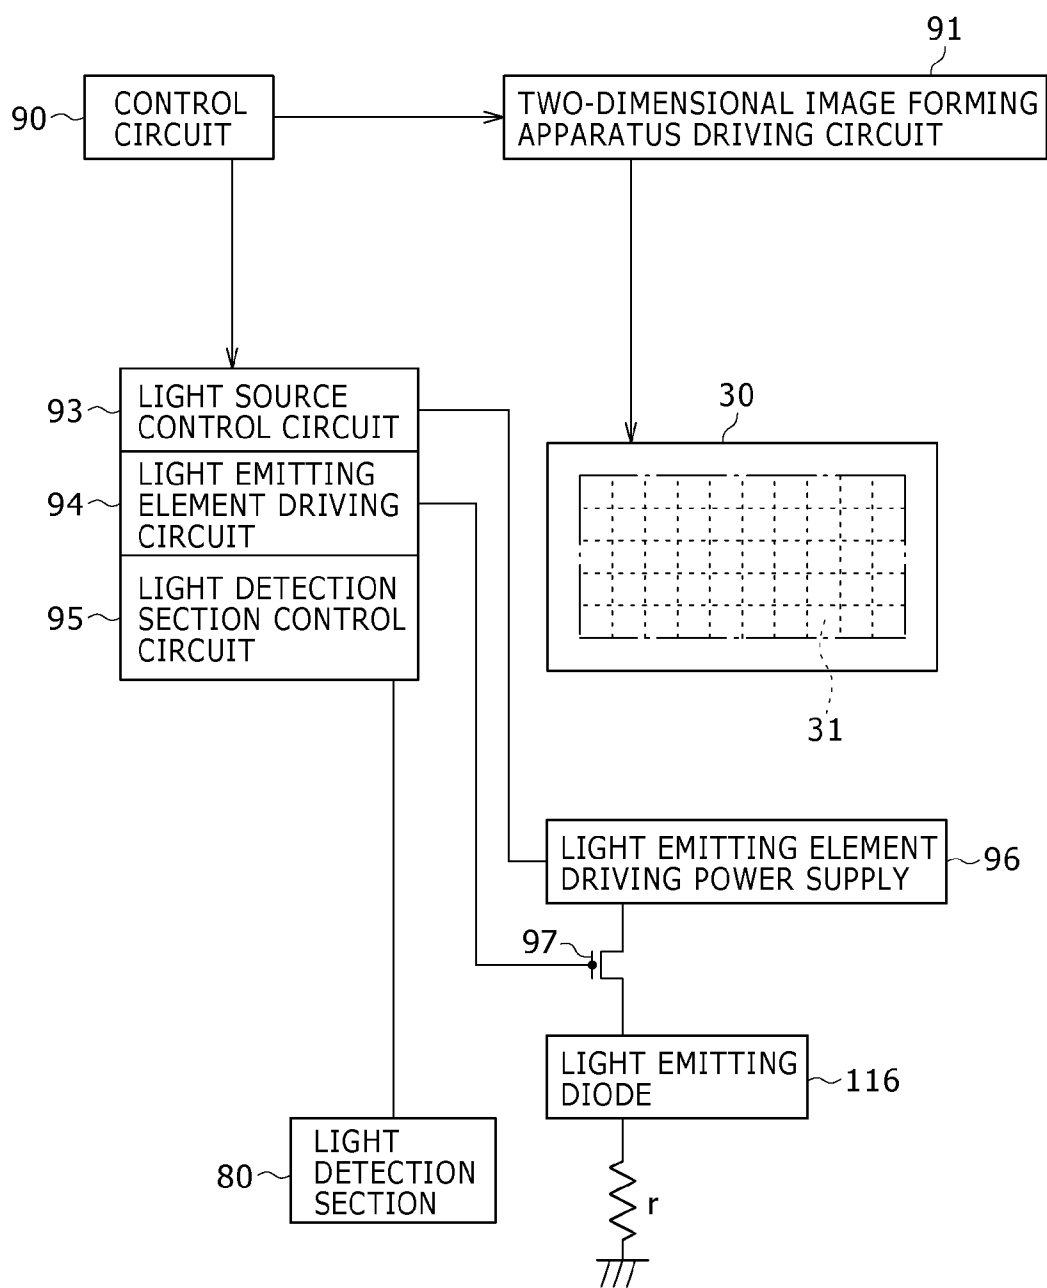 91
90
CONTROL
CIRCUIT
TWO-DIMENSIONAL IMAGE FORMING
APPARATUS DRIVING CIRCUIT
93
LIGHT SOURCE
CONTROL CIRCUIT
94
LIGHT EMITTING
ELEMENT DRIVING
CIRCUIT
95
LIGHT DETECTION
SECTION CONTROL
CIRCUIT
30
31
LIGHT EMITTING ELEMENT
DRIVING POWER SUPPLY
96
97
LIGHT EMITTING
DIODE
116
80
LIGHT
DETECTION
SECTION
r